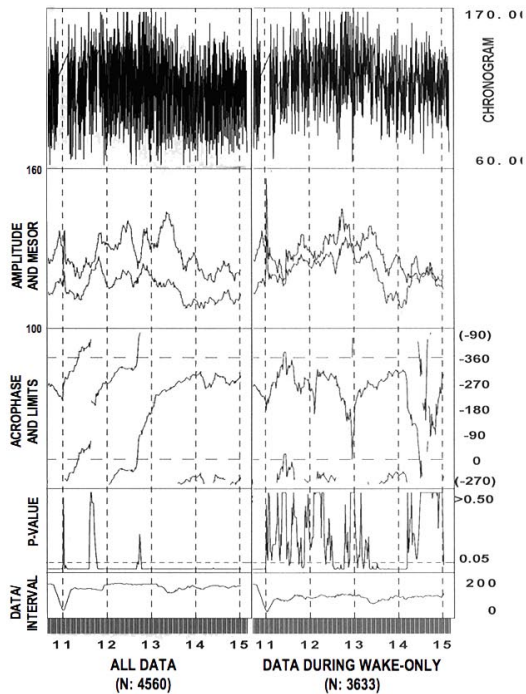 170.
CHRONOGRAM
60.0
160
AMPLITUDE
AND MESOR
100
(-90)
-360
-270
-180
-90
0
(-270)
ACROPHASE
AND LIMITS
>0.50
P-VALUE
0.05
200
DATA/
INTERVAL
0
11 12 13 14 15 11 12 13 14 15
ALL DATA DATA DURING WAKE-ONLY
(N: 4560) (N: 3633)